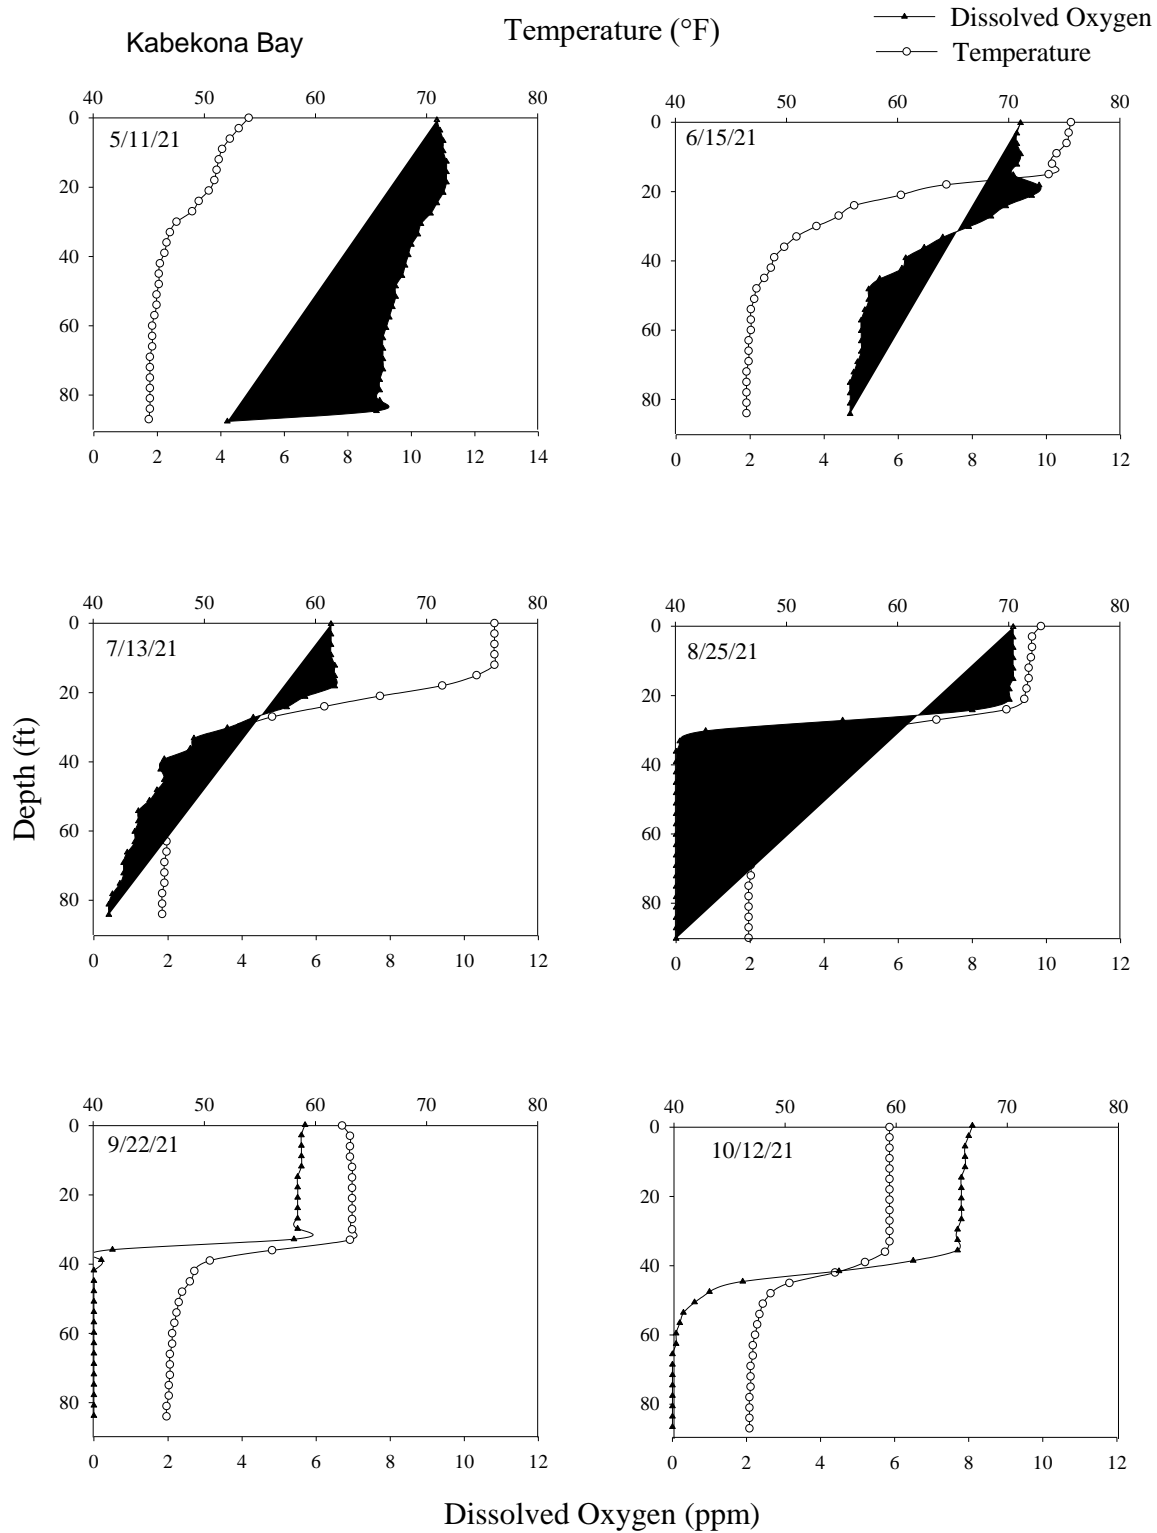 Kabekona Bay
Temperature (°F)
Dissolved Oxygen
Temperature
40 50 60 70 80
5/11/21
0
20
40
60
80
0 2 4 6 8 10 12 14
40 50 60 70 80
6/15/21
0
20
40
60
80
0 2 4 6 8 10 12
40 50 60 70 80
7/13/21
0
20
40
60
80
0 2 4 6 8 10 12
40 50 60 70 80
8/25/21
0
20
40
60
80
0 2 4 6 8 10 12
Depth (ft)
40 50 60 70 80
9/22/21
0
20
40
60
80
0 2 4 6 8 10 12
40 50 60 70 80
10/12/21
0
20
40
60
80
0 2 4 6 8 10 12
Dissolved Oxygen (ppm)